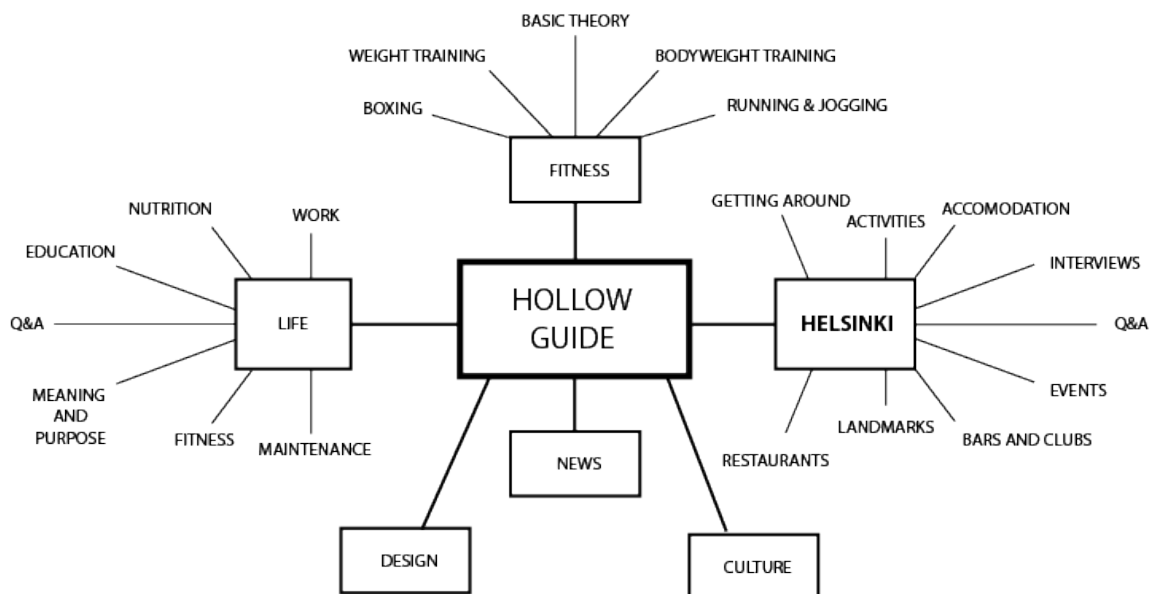 BASIC THEORY
WEIGHT TRAINING
BODYWEIGHT TRAINING
BOXING
RUNNING & JOGGING
FITNESS
NUTRITION
WORK
EDUCATION
Q&A
LIFE
MEANING
AND
PURPOSE
FITNESS
MAINTENANCE
HOLLOW
GUIDE
GETTING AROUND
ACTIVITIES
ACCOMODATION
INTERVIEWS
HELSINKI
Q&A
EVENTS
LANDMARKS
BARS AND CLUBS
RESTAURANTS
NEWS
DESIGN
CULTURE